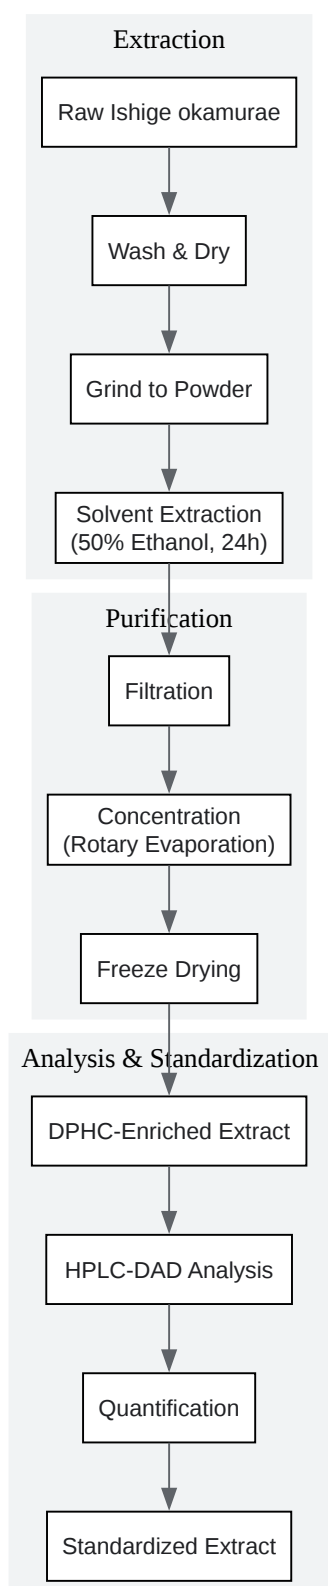 Extraction
Raw Ishige okamurae
Wash & Dry
Grind to Powder
Solvent Extraction
(50% Ethanol, 24h)
Purification
Filtration
Concentration
(Rotary Evaporation)
Freeze Drying
Analysis & Standardization
DPHC-Enriched Extract
HPLC-DAD Analysis
Quantification
Standardized Extract